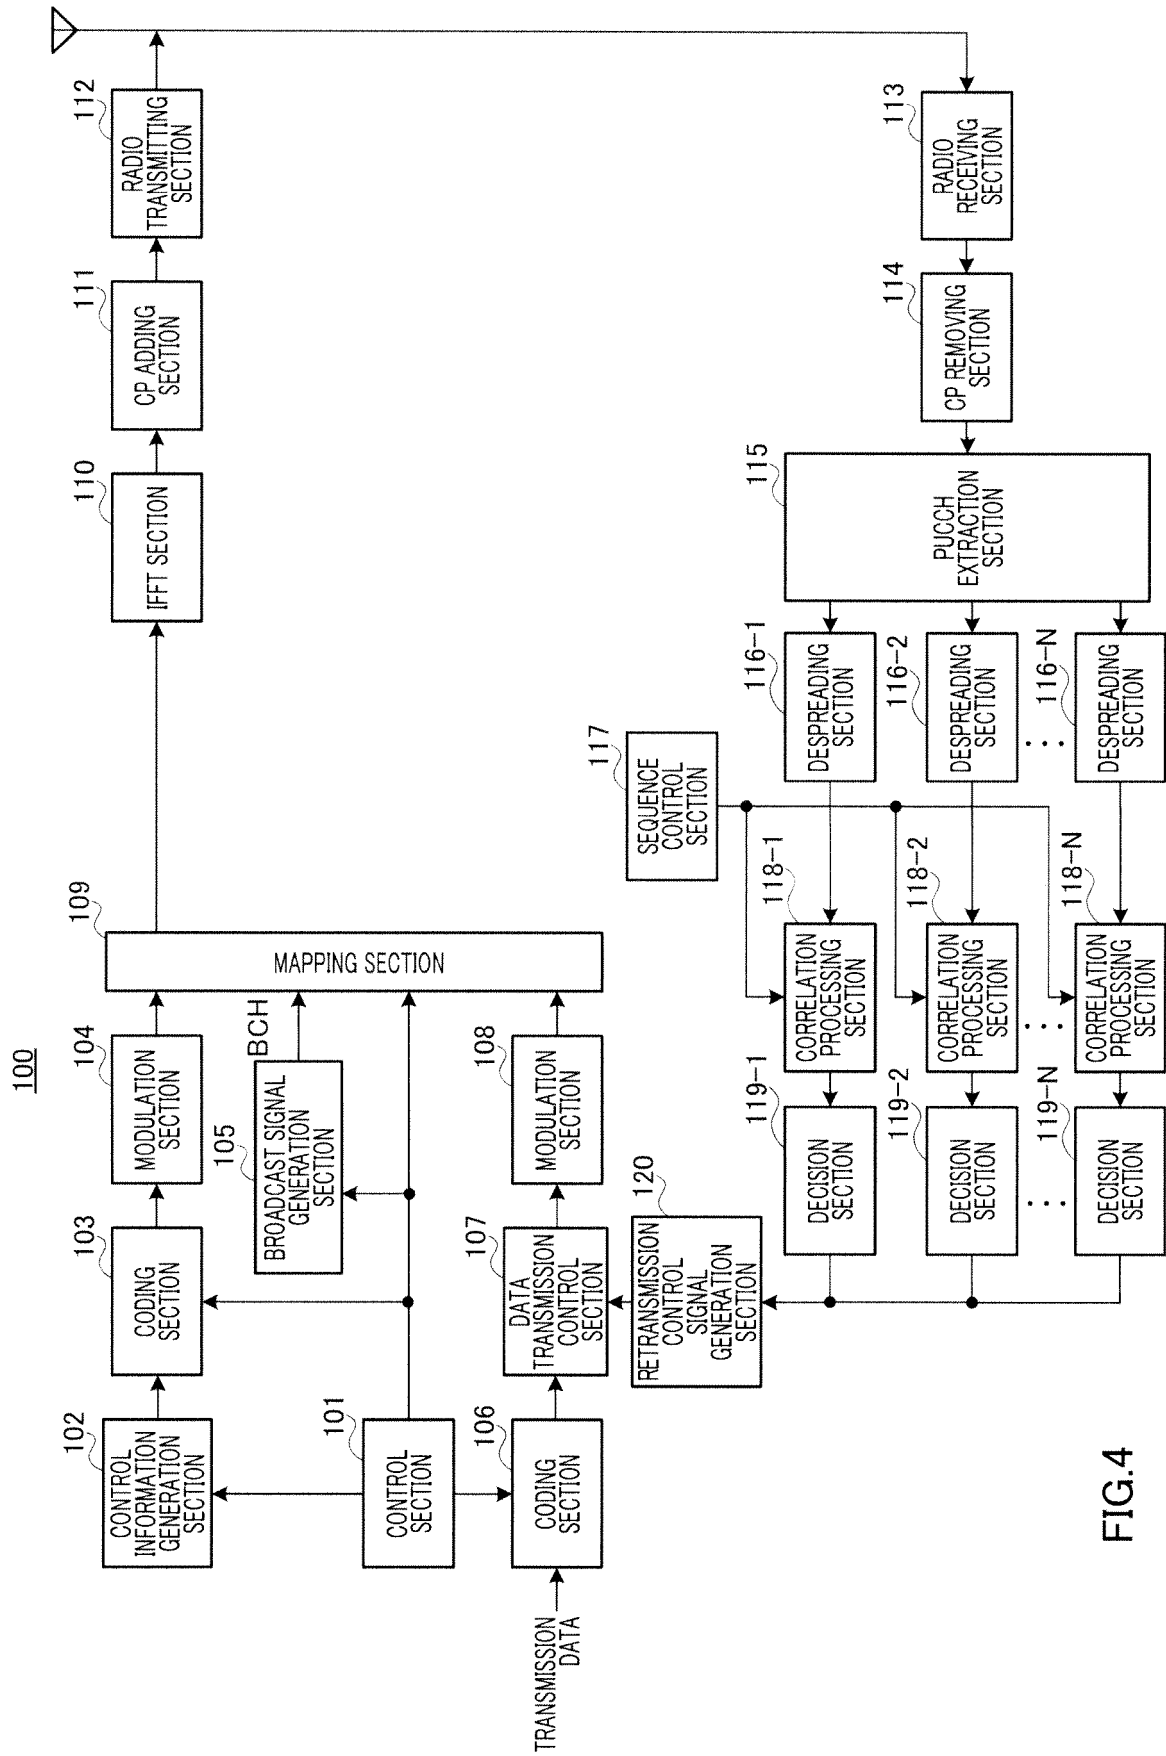 100
102
CONTROL
INFORMATION
GENERATION
SECTION
103
CODING
SECTION
104
MODULATION
SECTION
109
MAPPING SECTION
110
IFFT SECTION
111
CP ADDING
SECTION
112
RADIO
TRANSMITTING
SECTION
105
BROADCAST SIGNAL
GENERATION
SECTION
BCH
101
CONTROL
SECTION
TRANSMISSION
DATA
106
CODING
SECTION
107
DATA
TRANSMISSION
CONTROL
SECTION
108
MODULATION
SECTION
120
RETRANSMISSION
CONTROL
SIGNAL
GENERATION
SECTION
117
SEQUENCE
CONTROL
SECTION
119-1
DECISION
SECTION
118-1
CORRELATION
PROCESSING
SECTION
116-1
DESPREADING
SECTION
115
PUCCH
EXTRACTION
SECTION
114
CP REMOVING
SECTION
113
RADIO
RECEIVING
SECTION
119-2
DECISION
SECTION
118-2
CORRELATION
PROCESSING
SECTION
116-2
DESPREADING
SECTION
...
...
...
119-N
DECISION
SECTION
118-N
CORRELATION
PROCESSING
SECTION
116-N
DESPREADING
SECTION
FIG.4